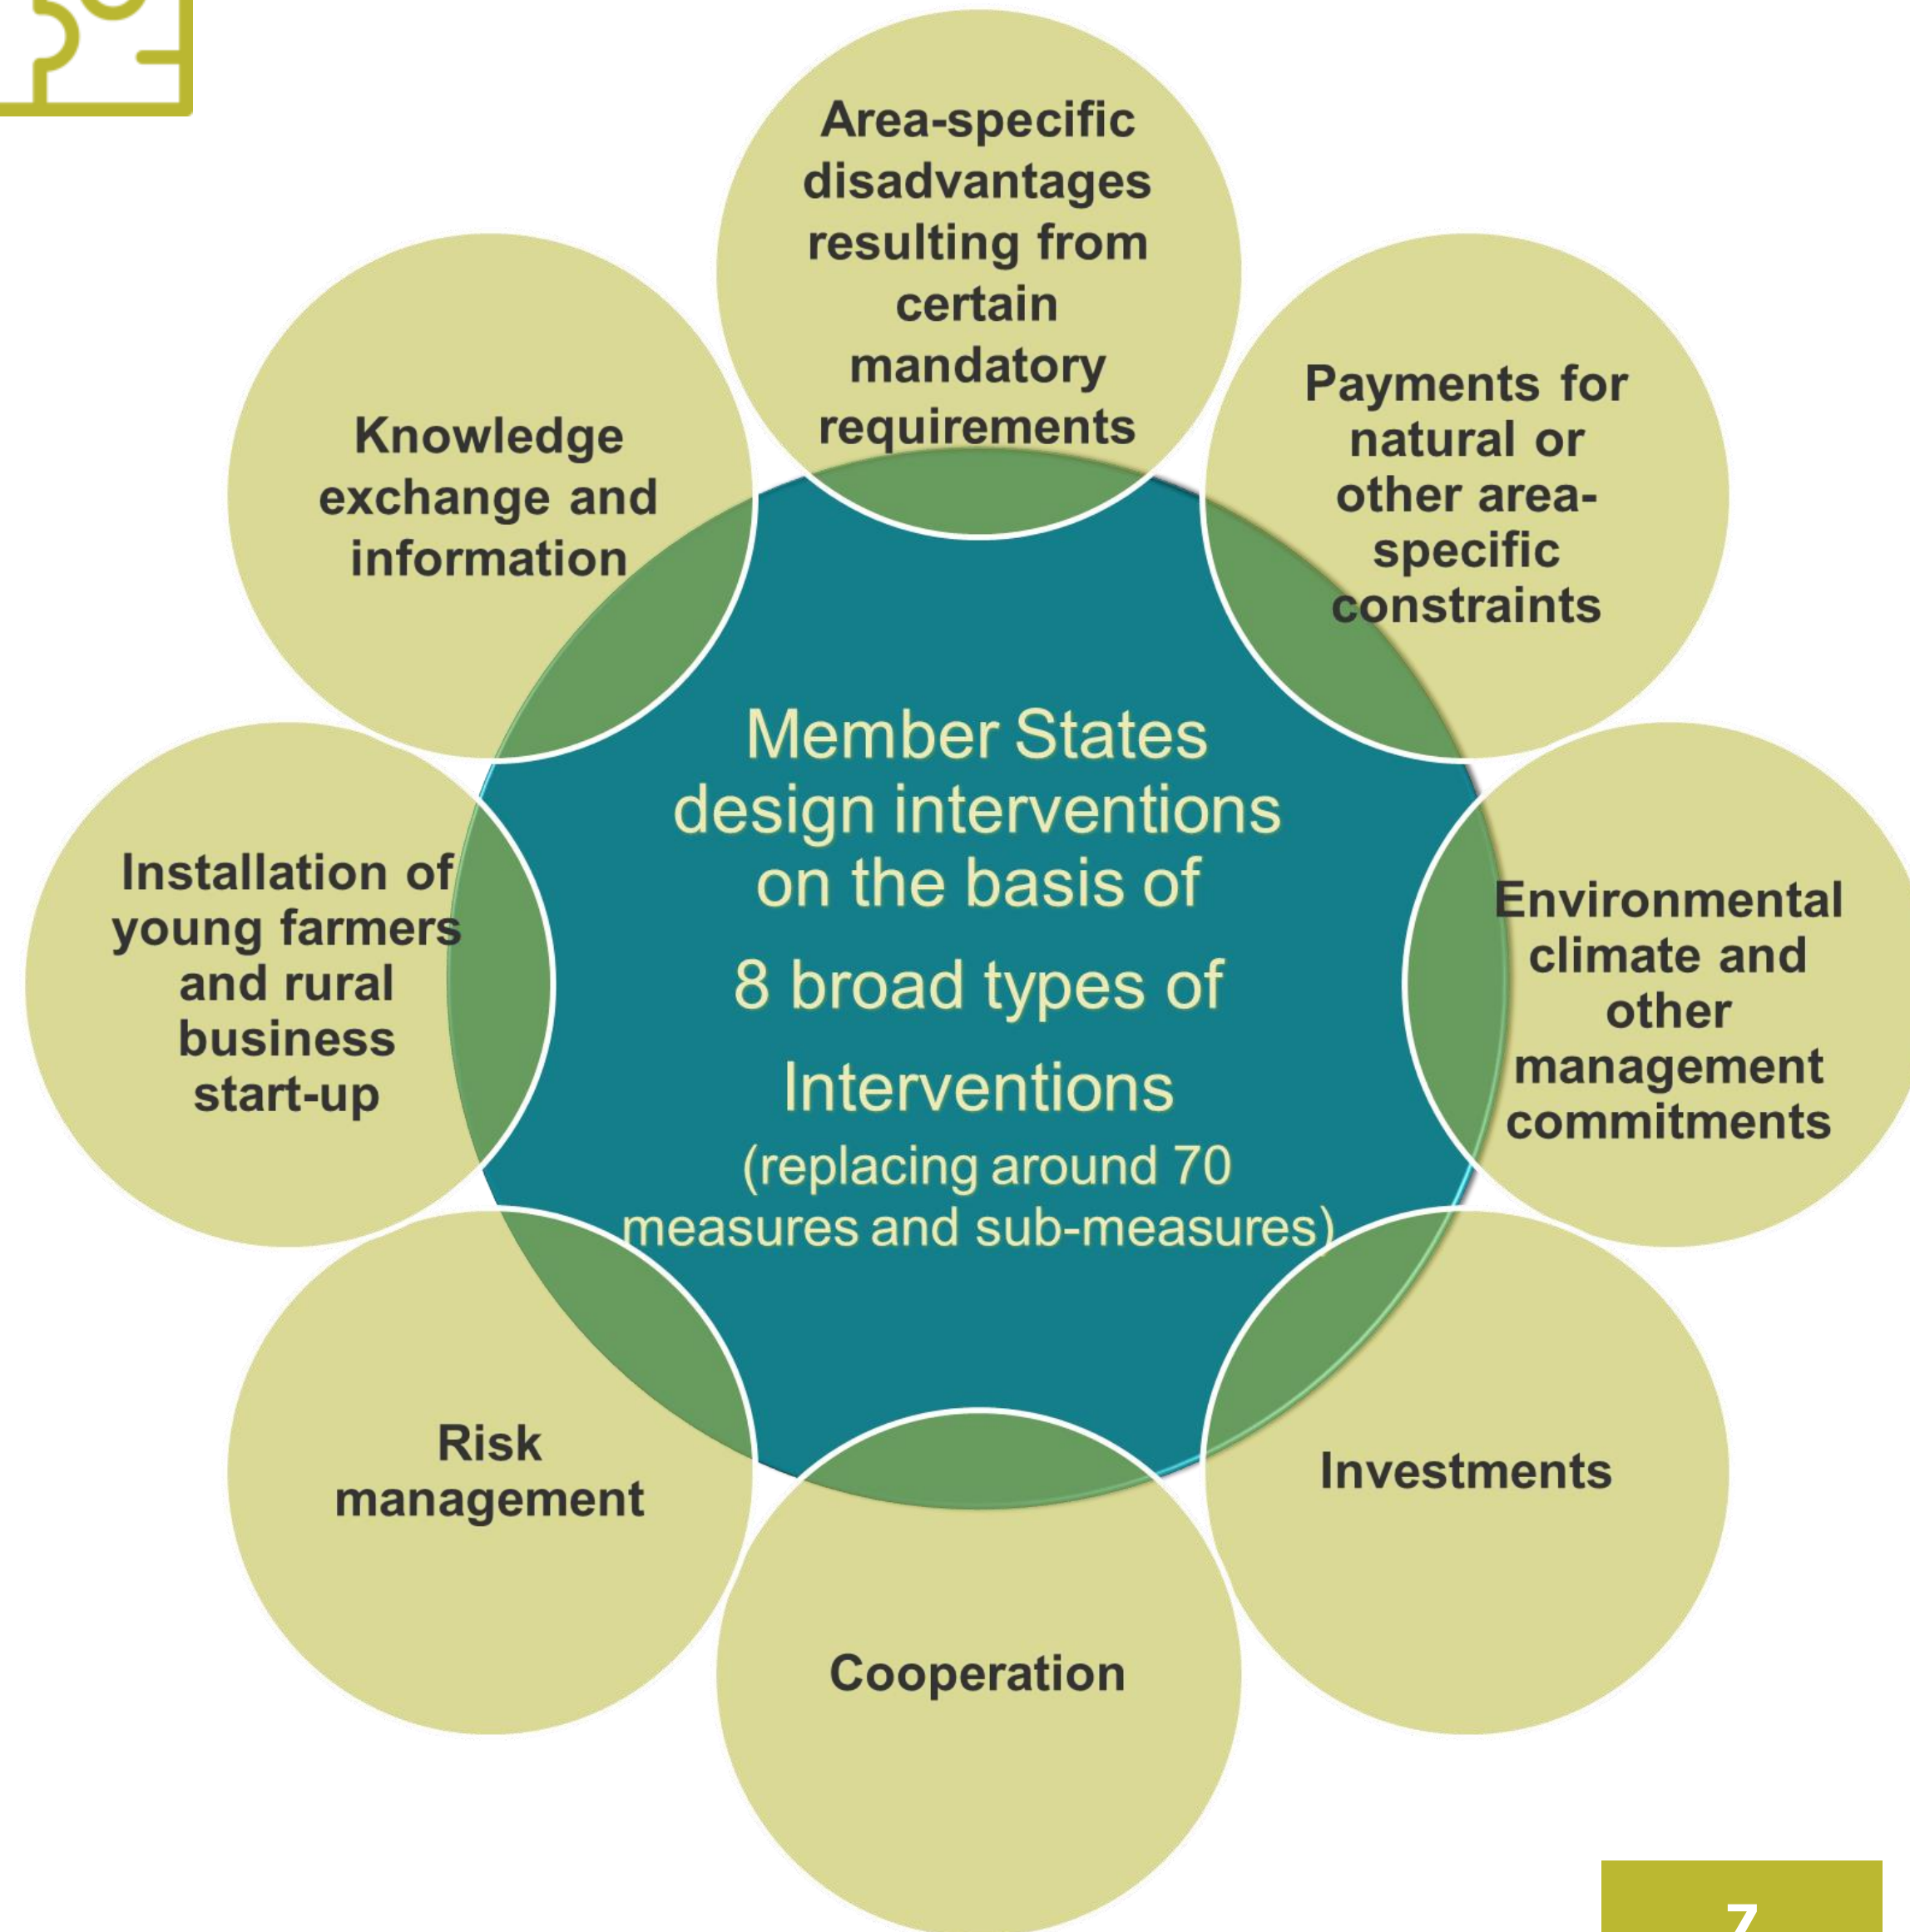 Area-specific
disadvantages
resulting from
certain
mandatory
requirements
Payments for
natural or
other area-
specific
constraints
Environmental
climate and
other
management
commitments
Investments
Cooperation
Risk
management
Installation of
young farmers
and rural
business
start-up
Knowledge
exchange and
information
Member States
design interventions
on the basis of
8 broad types of
Interventions
(replacing around 70
measures and sub-measures)
7